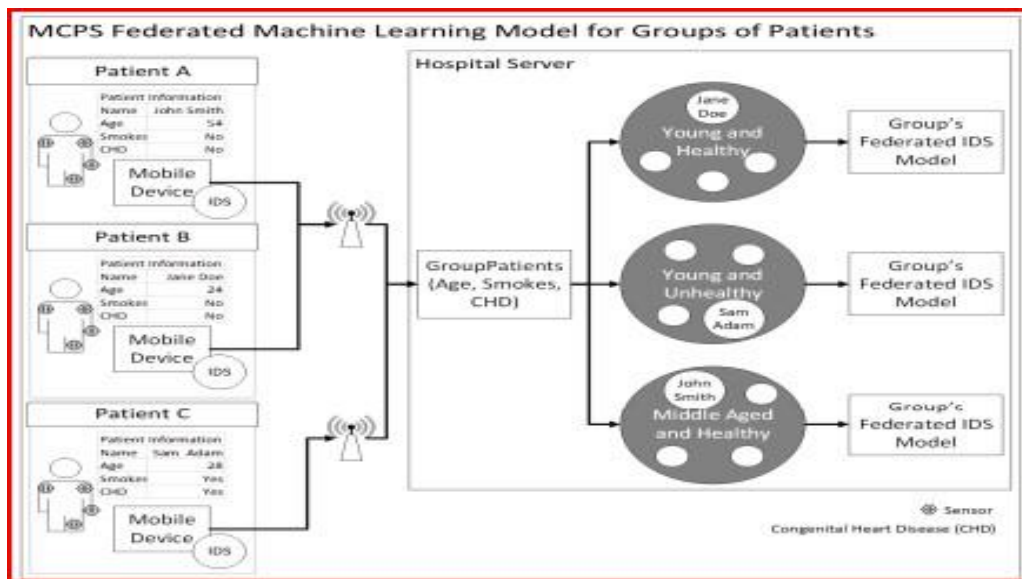 MCPS Federated Machine Learning Model for Groups of Patients
Patient A
Patient Information
Name John Smith
Age 54
Smokes No
CHD No
Mobile
Device
IDS
Patient B
Patient Information
Name Jane Doe
Age 24
Smokes No
CHD No
Mobile
Device
IDS
Patient C
Patient Information
Name Sam Adam
Age 28
Smokes Yes
CHD Yes
Mobile
Device
IDS
Hospital Server
GroupPatients
(Age, Smokes,
CHD)
Jane
Doe
Young and
Healthy
Group's
Federated IDS
Model
Young and
Unhealthy
Sam
Adam
Group's
Federated IDS
Model
John
Smith
Middle Aged
and Healthy
Group's
Federated IDS
Model
Sensor
Congenital Heart Disease (CHD)